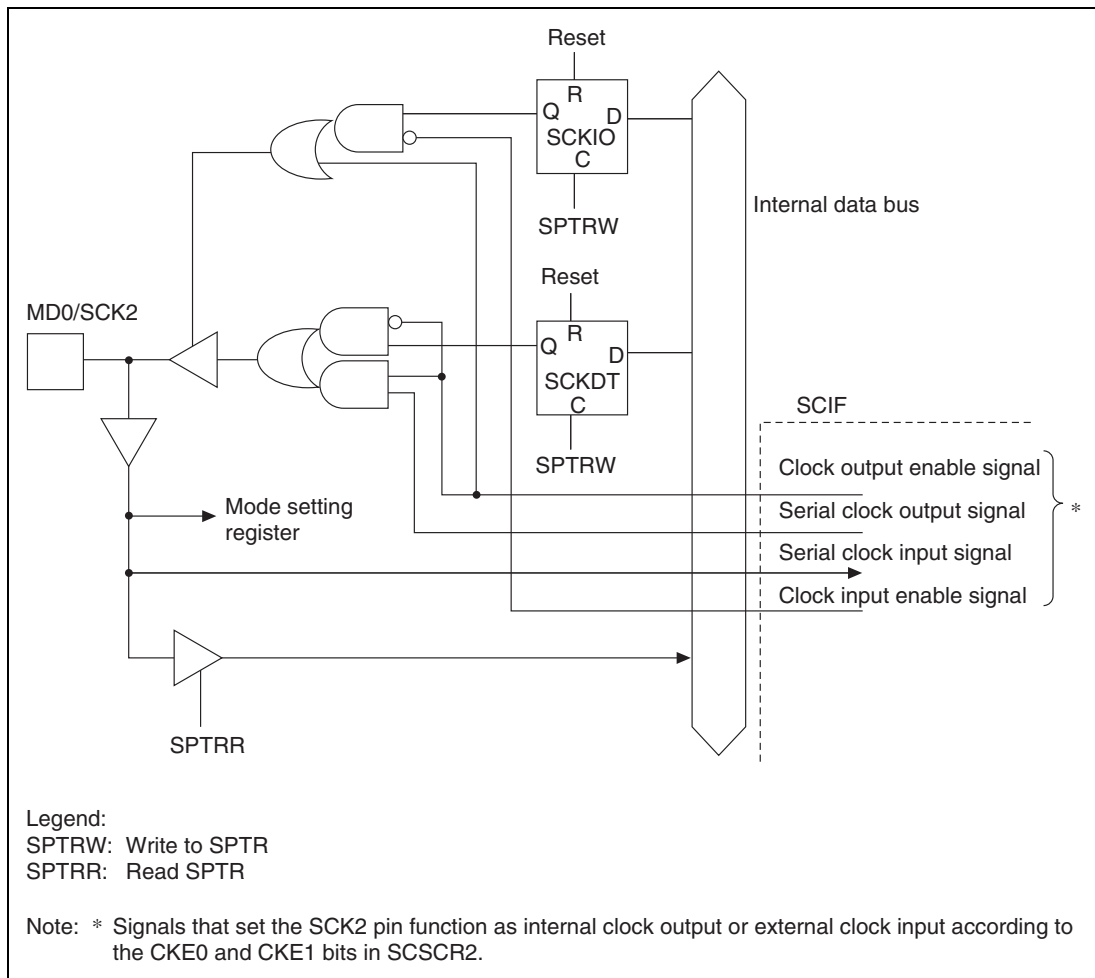 Reset
R
Q D
SCKIO
C
SPTRW
Internal data bus
Reset
MD0/SCK2
R
Q D
SCKDT
C
SPTRW
SCIF
Clock output enable signal
Serial clock output signal
*
Mode setting
register
Serial clock input signal
Clock input enable signal
SPTRR
Legend:
SPTRW: Write to SPTR
SPTRR: Read SPTR
Note: * Signals that set the SCK2 pin function as internal clock output or external clock input according to
the CKE0 and CKE1 bits in SCSCR2.